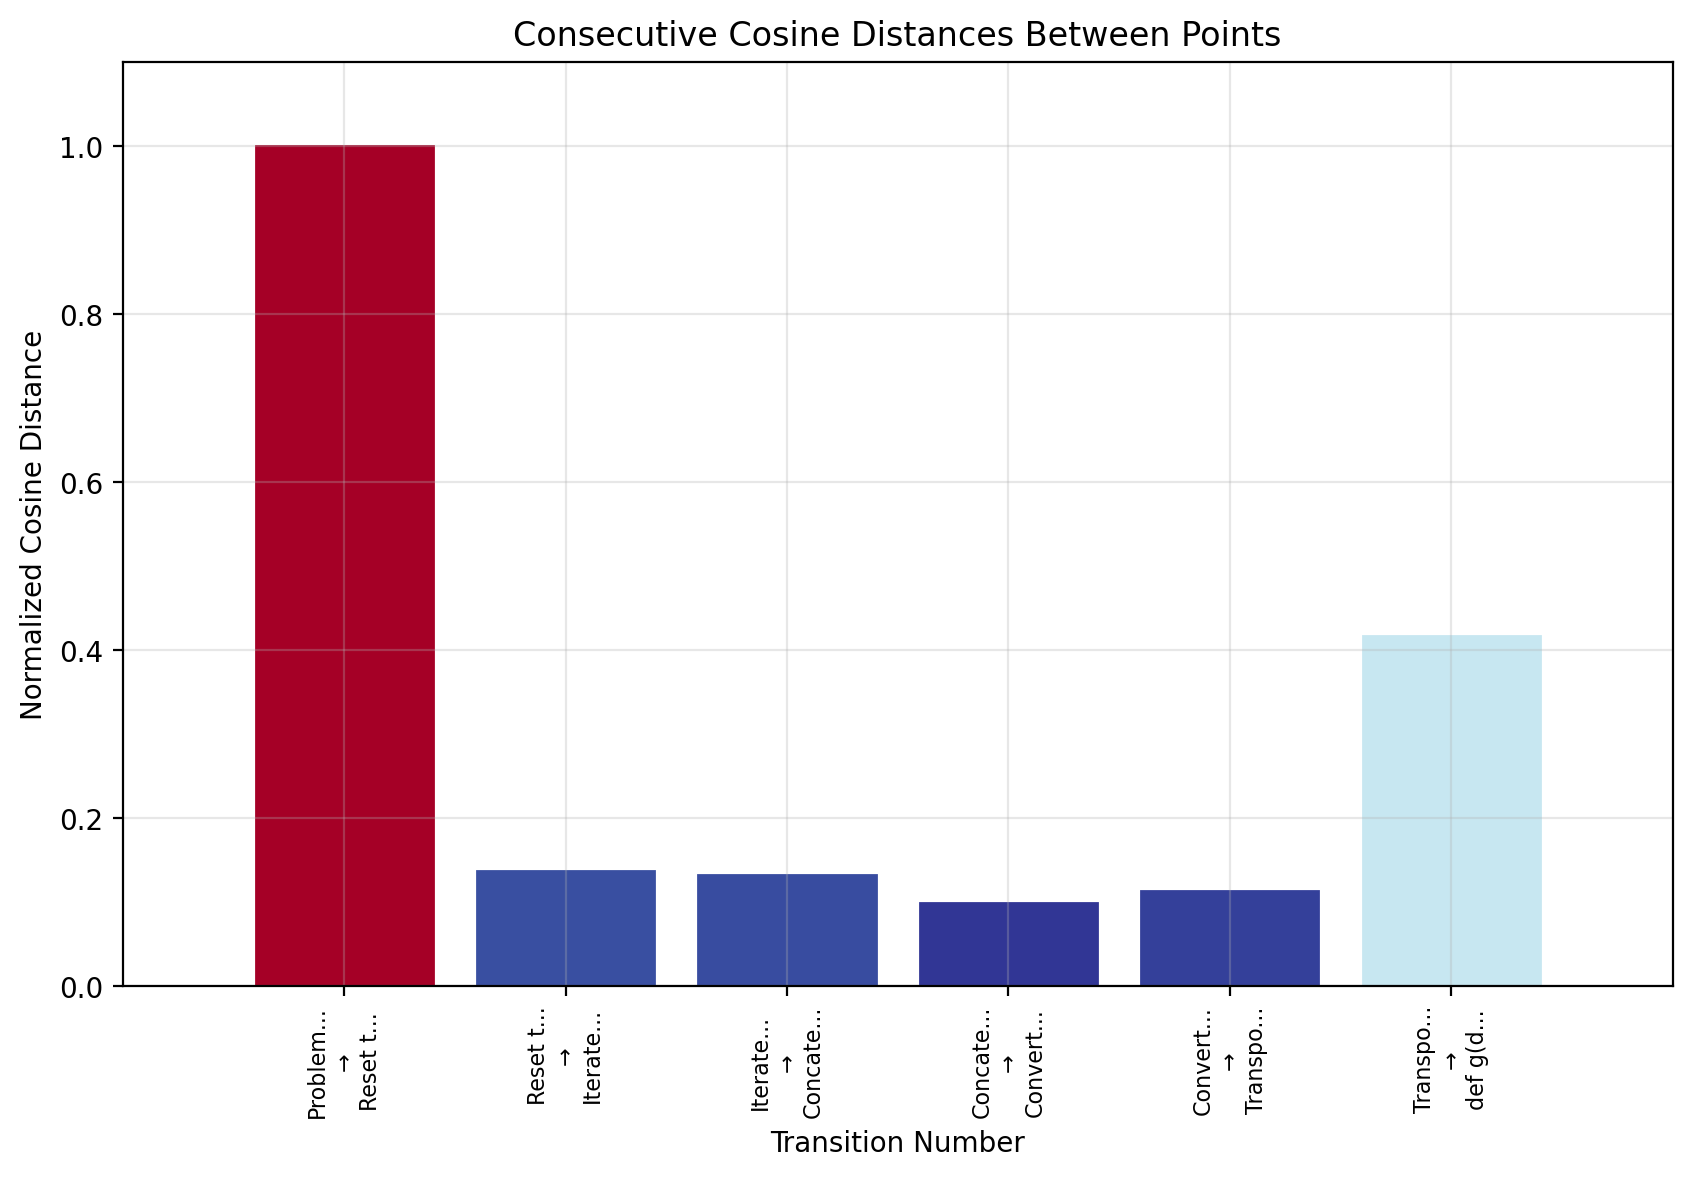 Consecutive Cosine Distances Between Points
Normalized Cosine Distance
1.0
0.8
0.6
0.4
0.2
0.0
Problem...
→
Reset t...
Reset t...
→
Iterate...
Iterate...
→
Concate...
Concate...
→
Convert...
Convert...
→
Transpo...
Transpo...
→
def g(d...
Transition Number